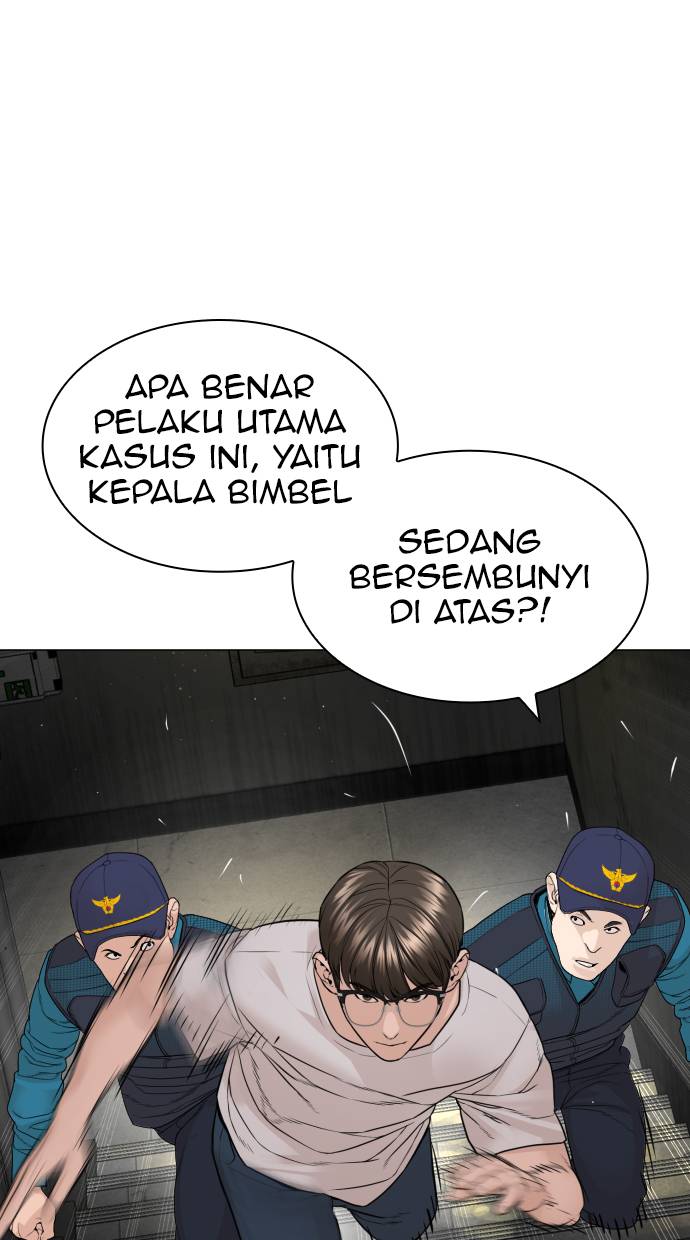 APA BENAR
PELAKU UTAMA
KASUS INI, YAITU
KEPALA BIMBEL
SEDANG
BERSEMBUNYI
DI ATAS?!